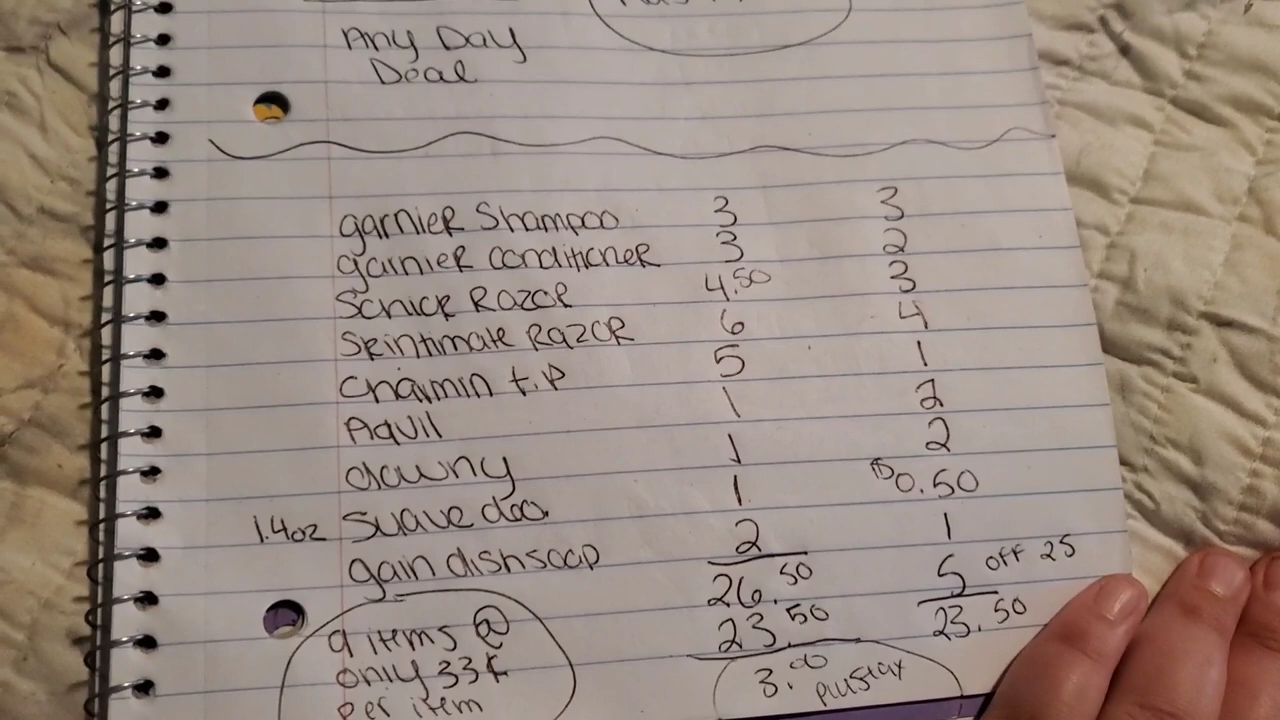 Any Day
Deal
garnier Shampoo 3 3
garnier conditioner 3 2
Schick Razor 4.50 3
Skintimate Razor 6 4
Charmin t.p 5 1
Aquil 1 2
downy 1 2
1.4oz Suave deo. 1 $0.50
gain dishsoap 2 1
26.50 5 off 25
23.50 23.50
9 items @
only 33¢
per item
3.00 plus tax